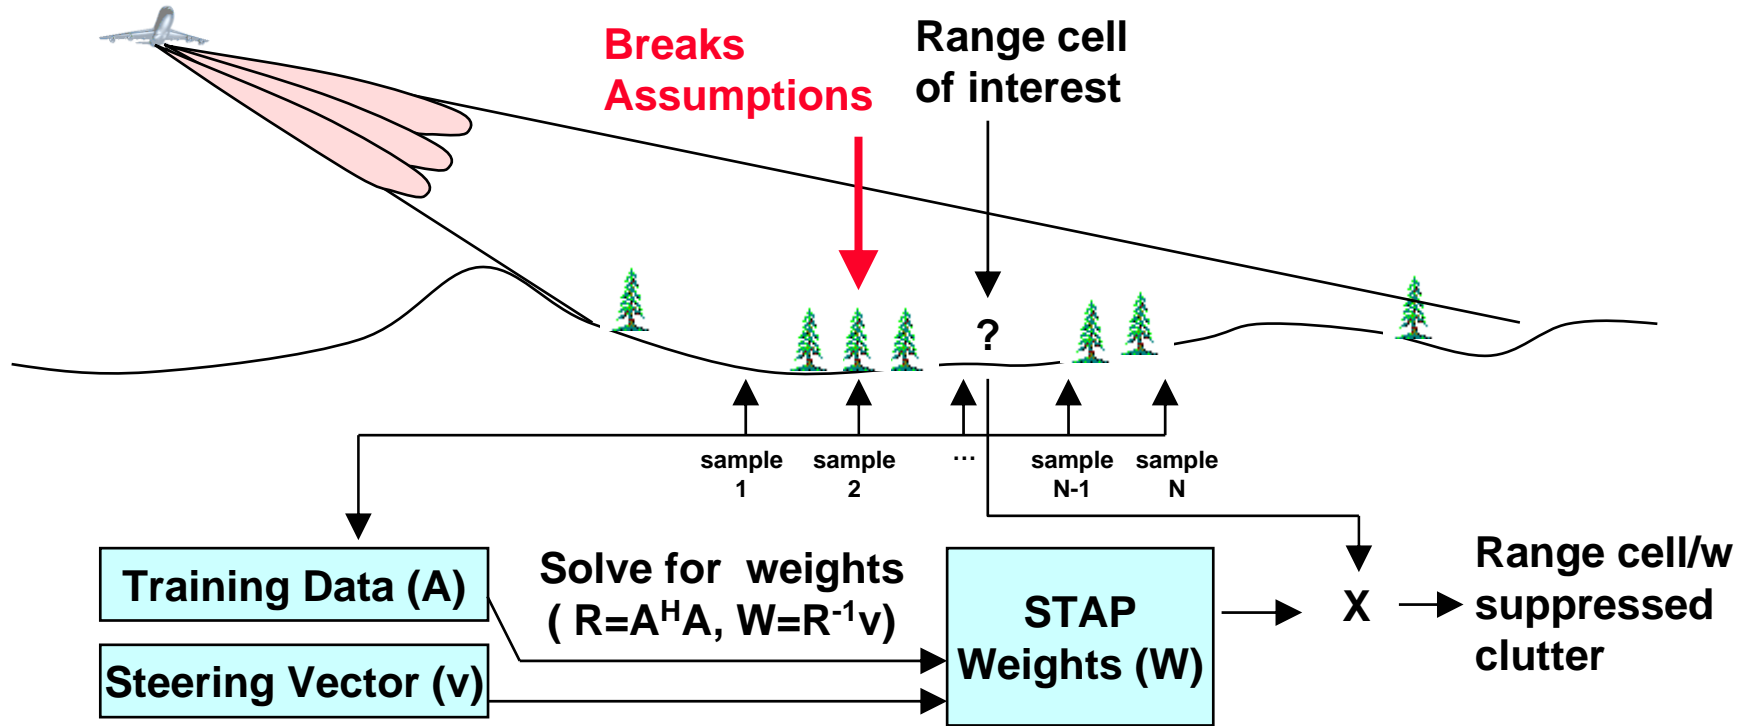 Breaks
Assumptions
Range cell
of interest
?
sample
1
sample
2
...
sample
N-1
sample
N
Training Data (A)
Steering Vector (v)
Solve for weights
( R=AᴴA, W=R⁻¹v)
STAP
Weights (W)
X
Range cell/w
suppressed
clutter